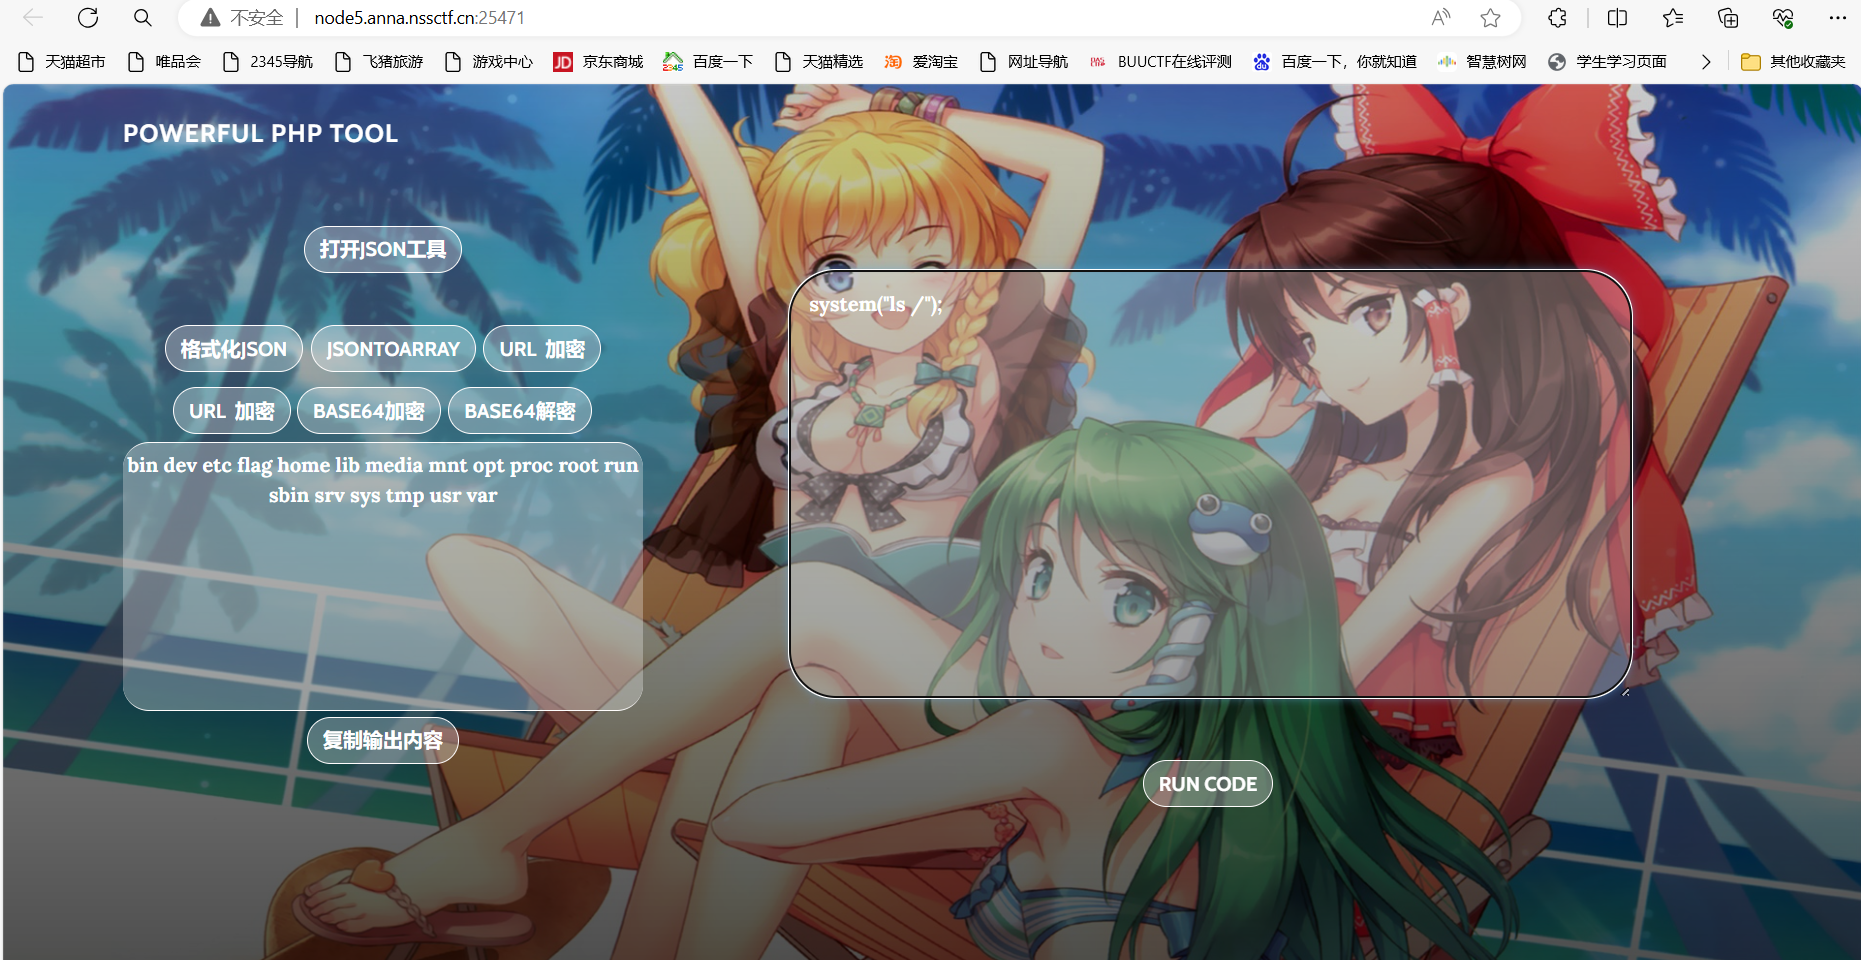 不安全 | node5.anna.nssctf.cn:25471
天猫超市 唯品会 2345导航 飞猪旅游 游戏中心 JD 京东商城 2345 百度一下 天猫精选 淘 爱淘宝 网址导航 BUUCTF在线评测 百度一下，你就知道 智慧树网 学生学习页面 其他收藏夹
POWERFUL PHP TOOL
打开JSON工具
格式化JSON JSONTOARRAY URL 加密
URL 加密 BASE64加密 BASE64解密
bin dev etc flag home lib media mnt opt proc root run
sbin srv sys tmp usr var
复制输出内容
system("ls /");
RUN CODE